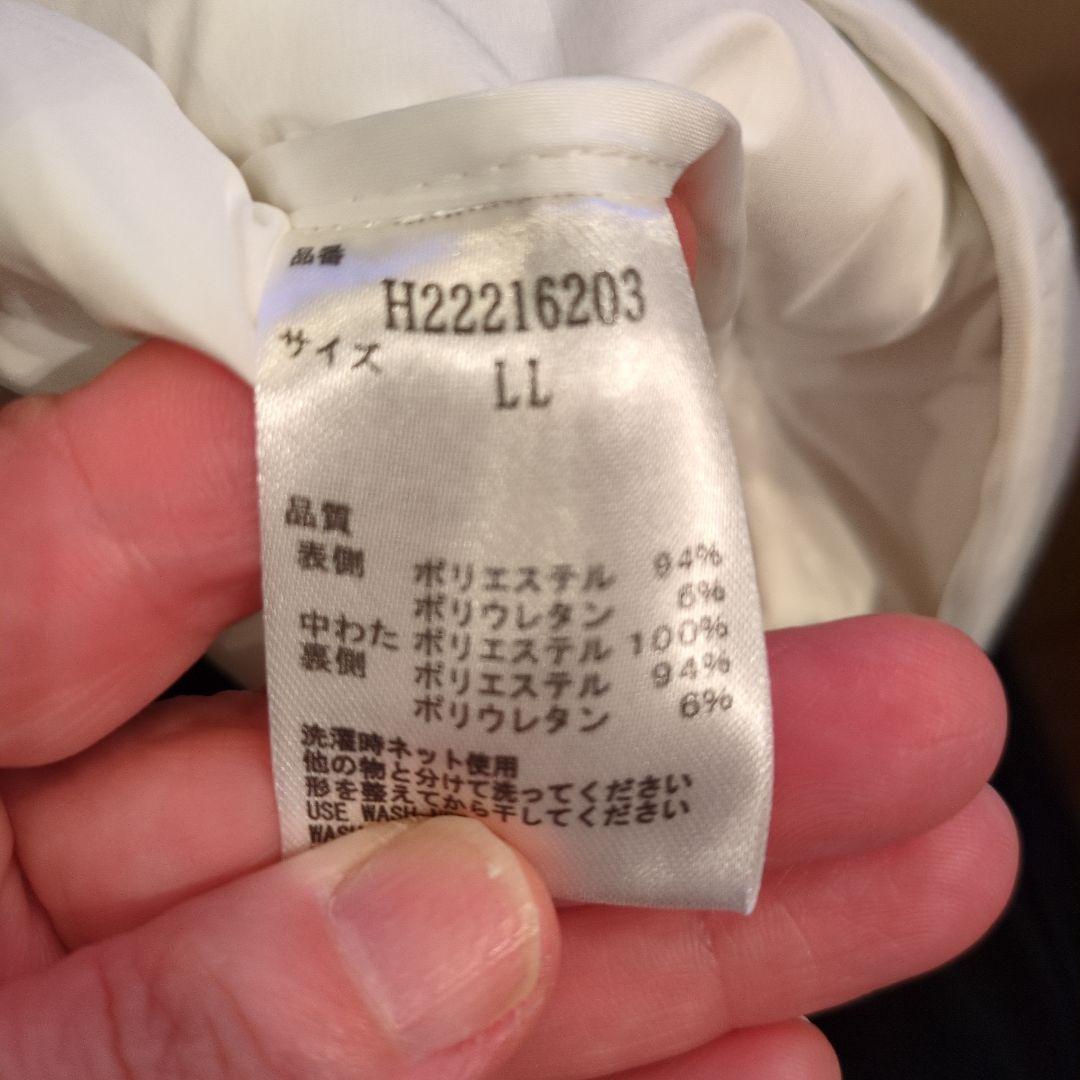 品番
H22216203
サイズ
LL
品質
表側 ポリエステル 94%
ポリウレタン 6%
中わた ポリエステル 100%
裏側 ポリエステル 94%
ポリウレタン 6%
洗濯時ネット使用
他の物と分けて洗ってください
形を整えてから干してください
USE WASH
WASH